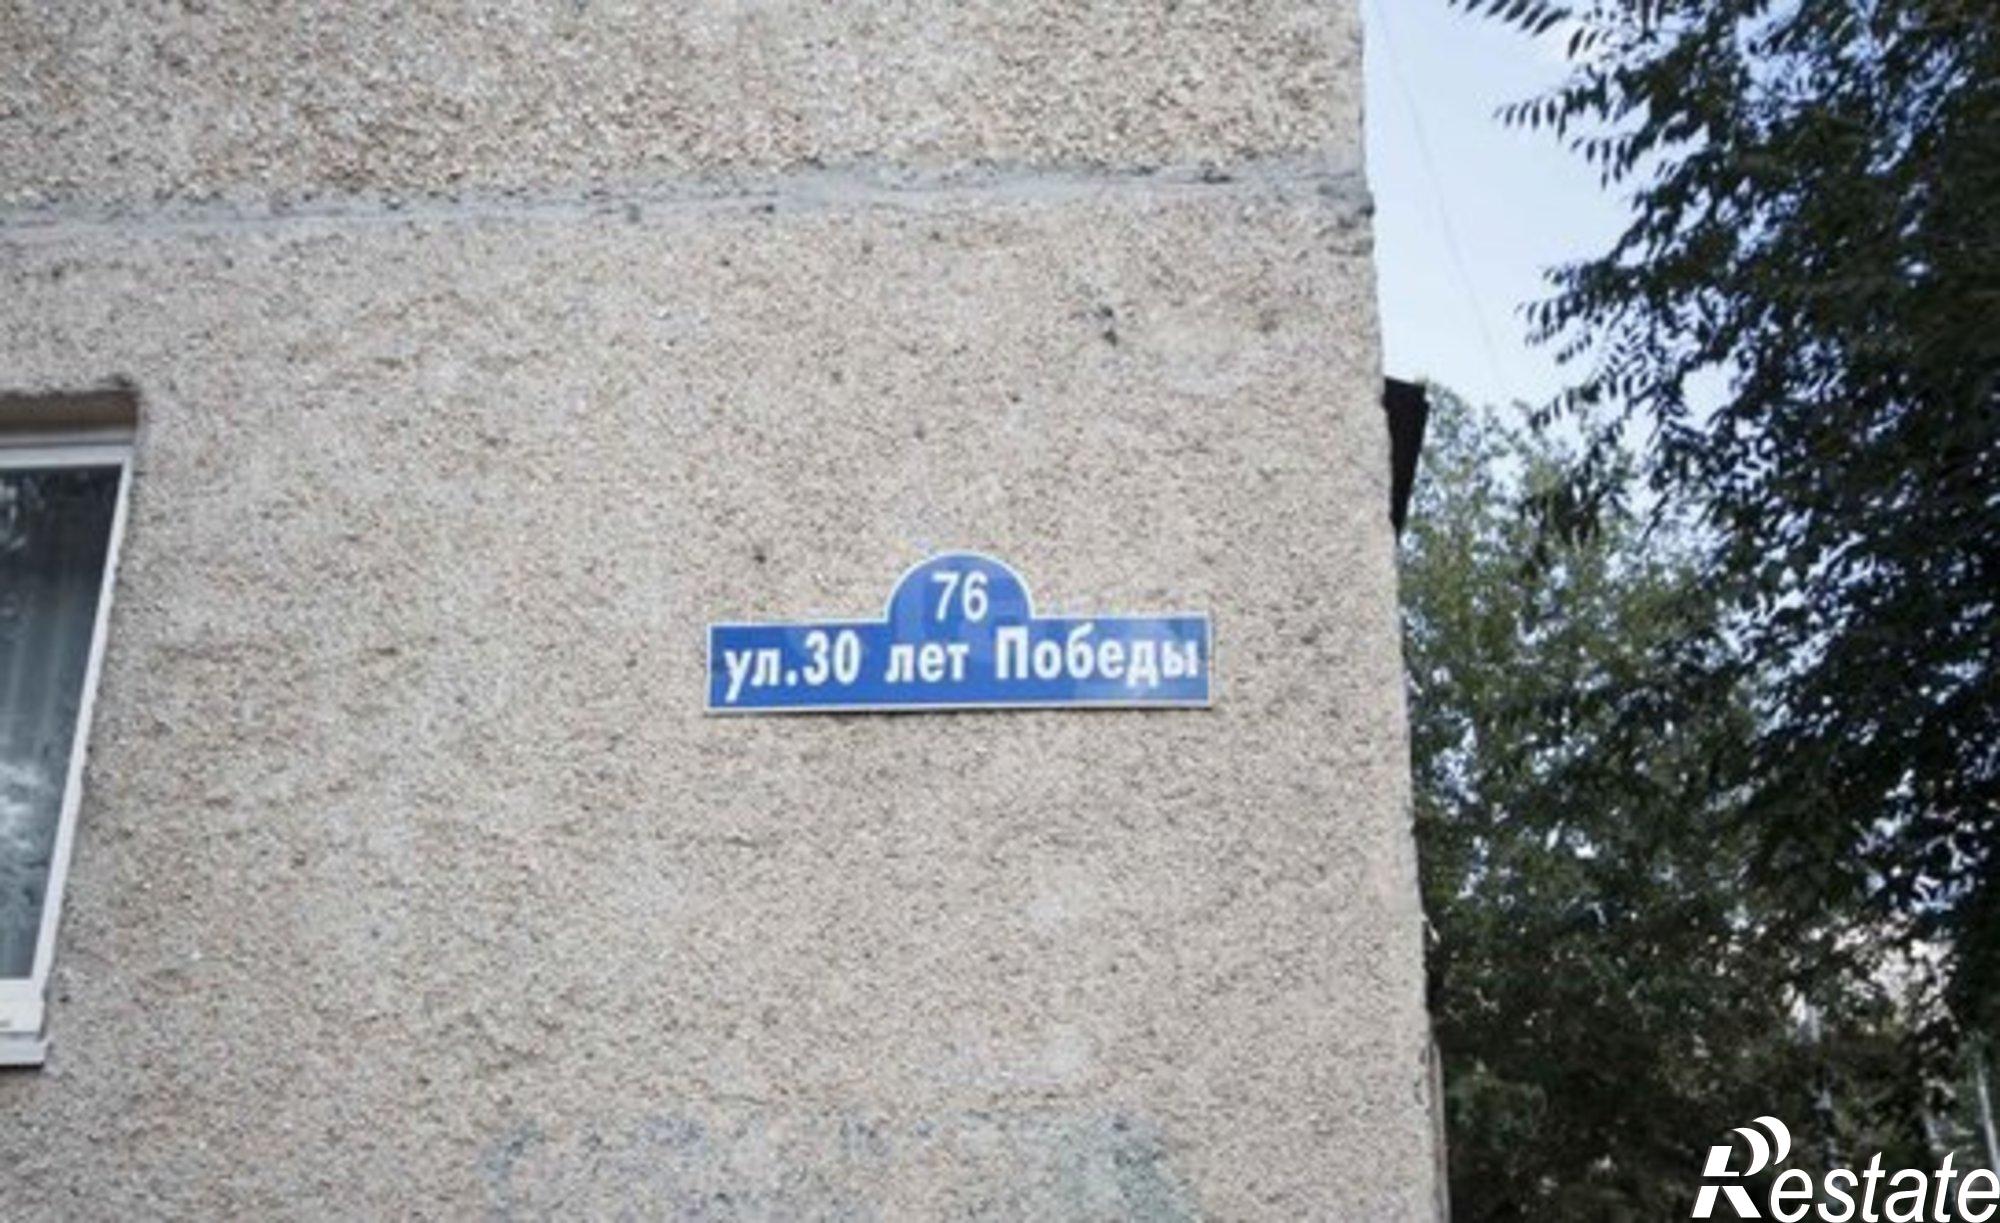 76
ул.30 лет Победы
Restate